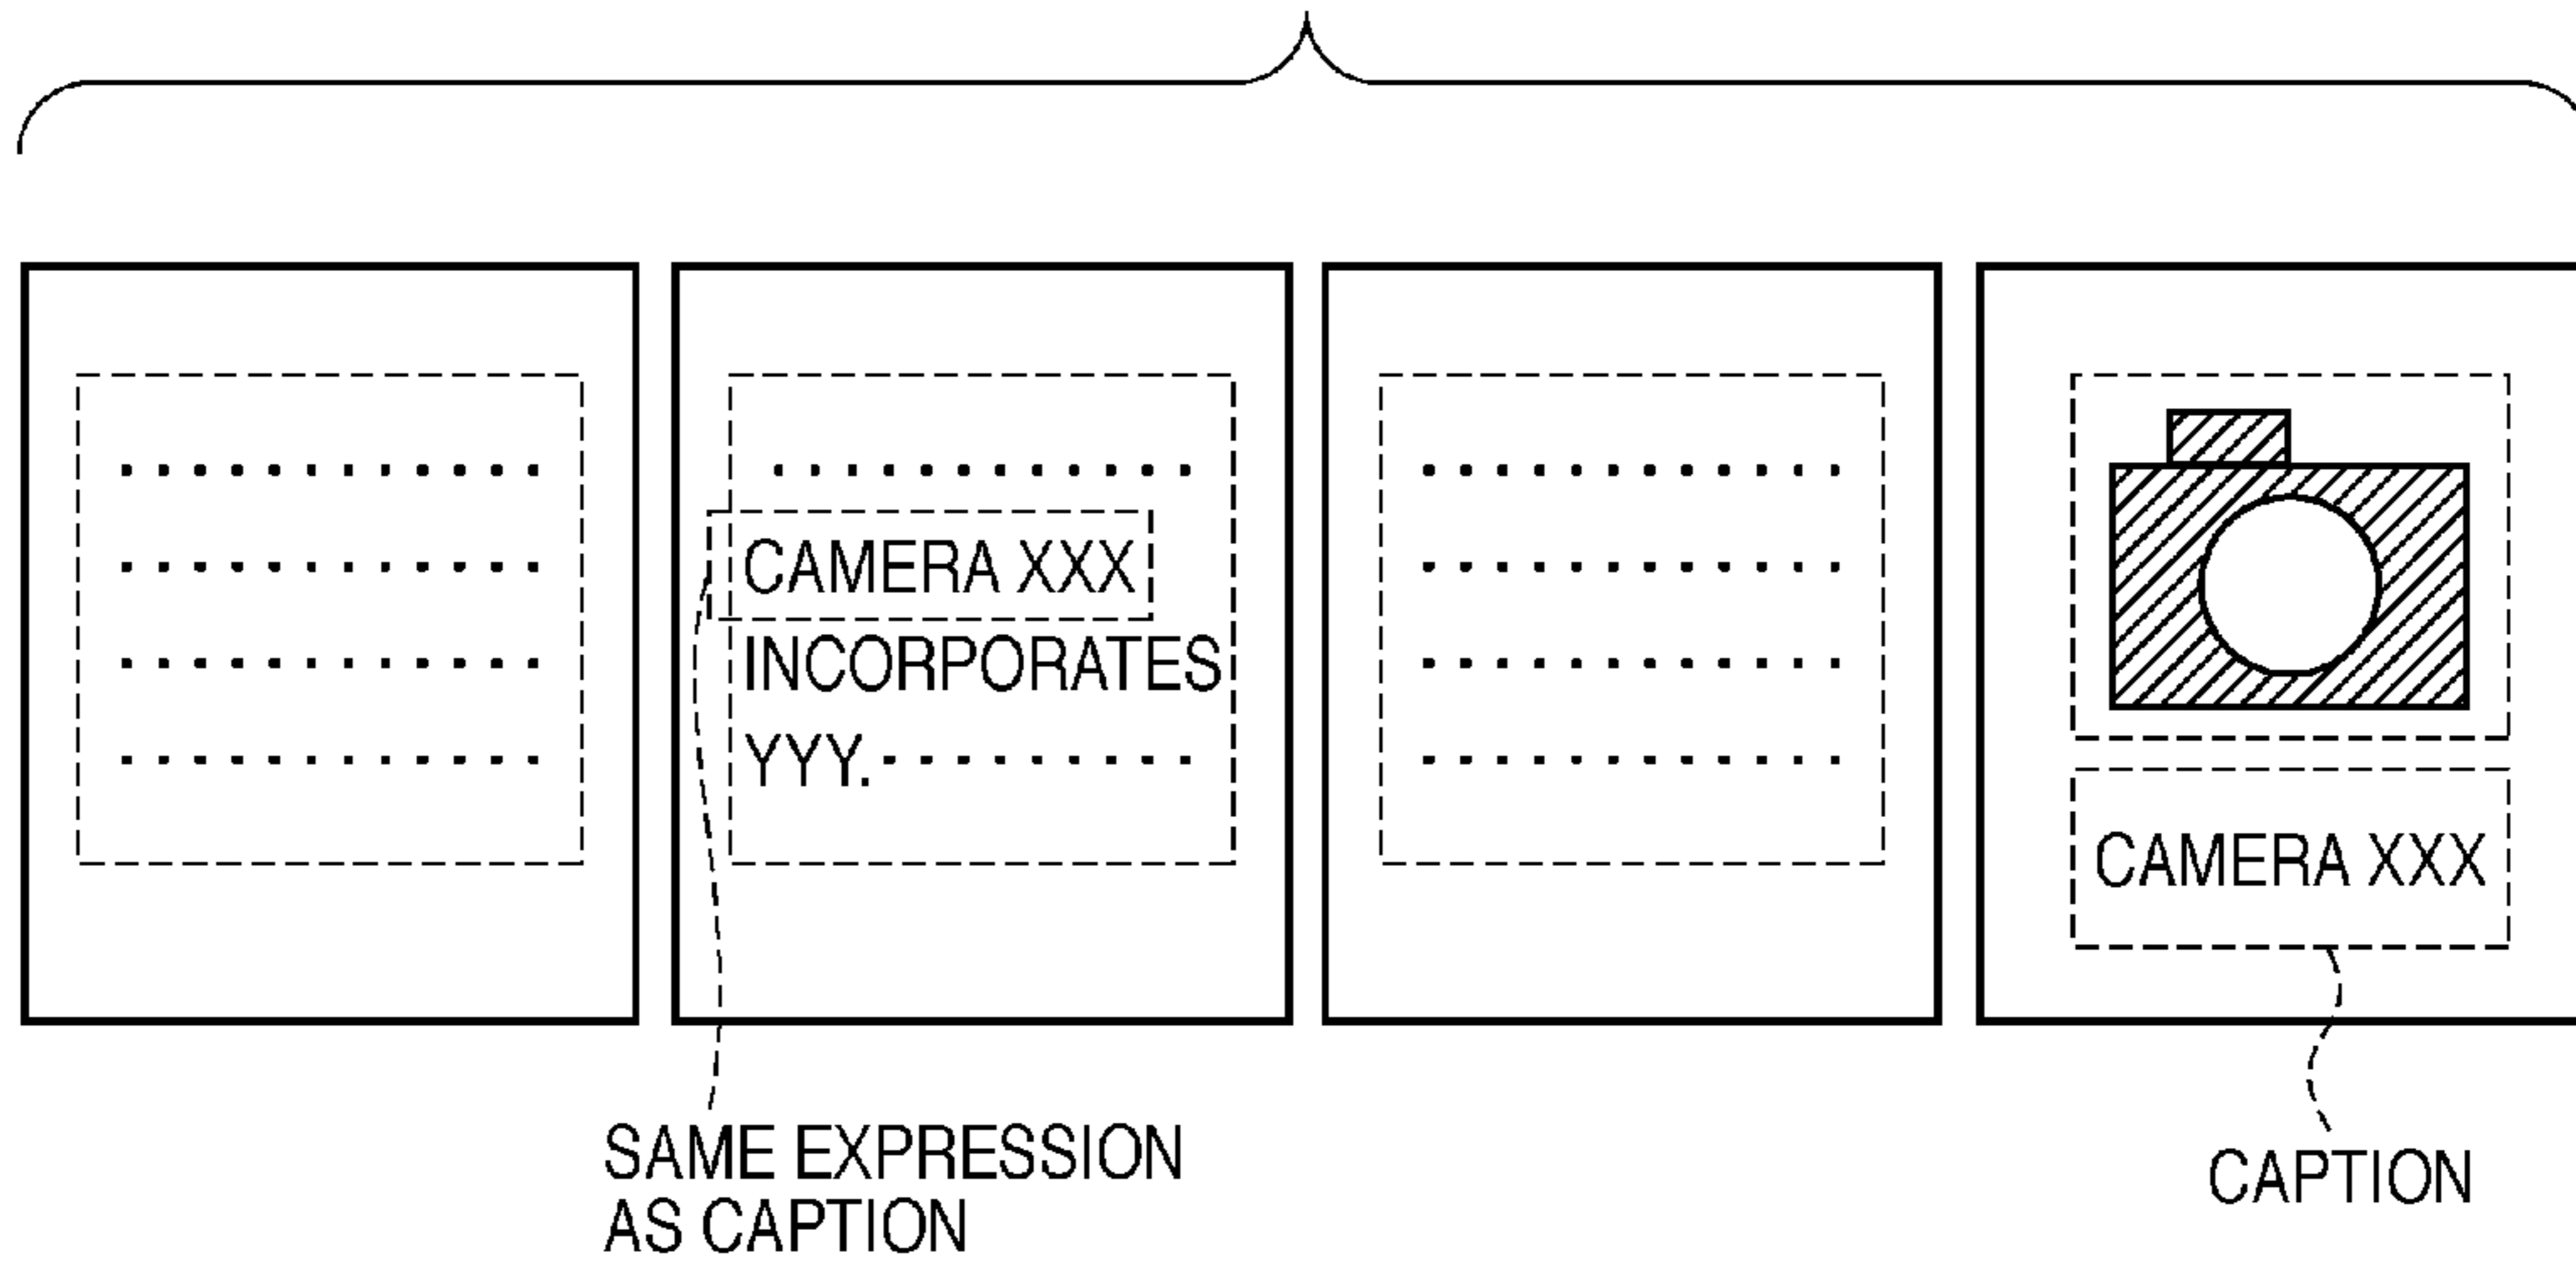 CAMERA XXX
INCORPORATES
YYY.
CAMERA XXX
SAME EXPRESSION
AS CAPTION
CAPTION